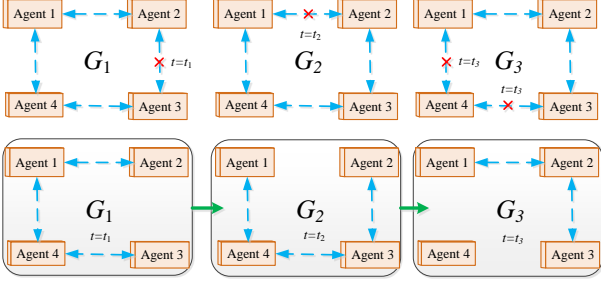 Agent 1 Agent 2 Agent 1 t=t2 Agent 2 Agent 1 Agent 2
G1 t=t1 G2 t=t3 G3
t=t3
Agent 4 Agent 3 Agent 4 Agent 3 Agent 4 Agent 3
Agent 1 Agent 2 Agent 1 Agent 2 Agent 1 Agent 2
G1 G2 G3
t=t1 t=t2 t=t3
Agent 4 Agent 3 Agent 4 Agent 3 Agent 4 Agent 3